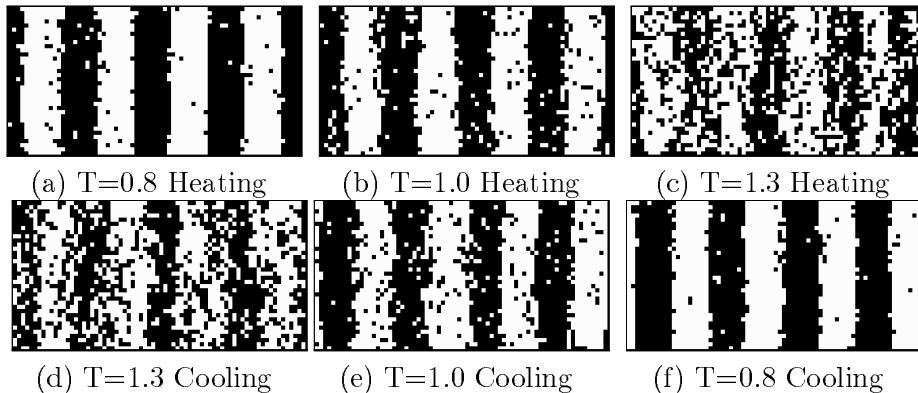 (a) T=0.8 Heating
(b) T=1.0 Heating
(c) T=1.3 Heating
(d) T=1.3 Cooling
(e) T=1.0 Cooling
(f) T=0.8 Cooling